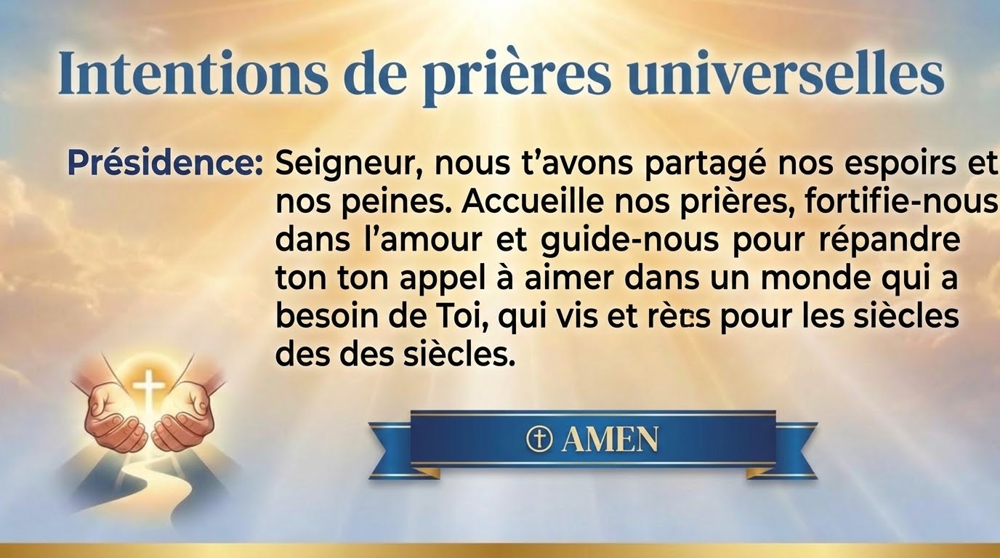 Intentions de prières universelles
Présidence: Seigneur, nous t’avons partagé nos espoirs et
nos peines. Accueille nos prières, fortifie-nous
dans l’amour et guide-nous pour répandre
ton ton appel à aimer dans un monde qui a
besoin de Toi, qui vis et pour les siècles
des des siècles.
AMEN